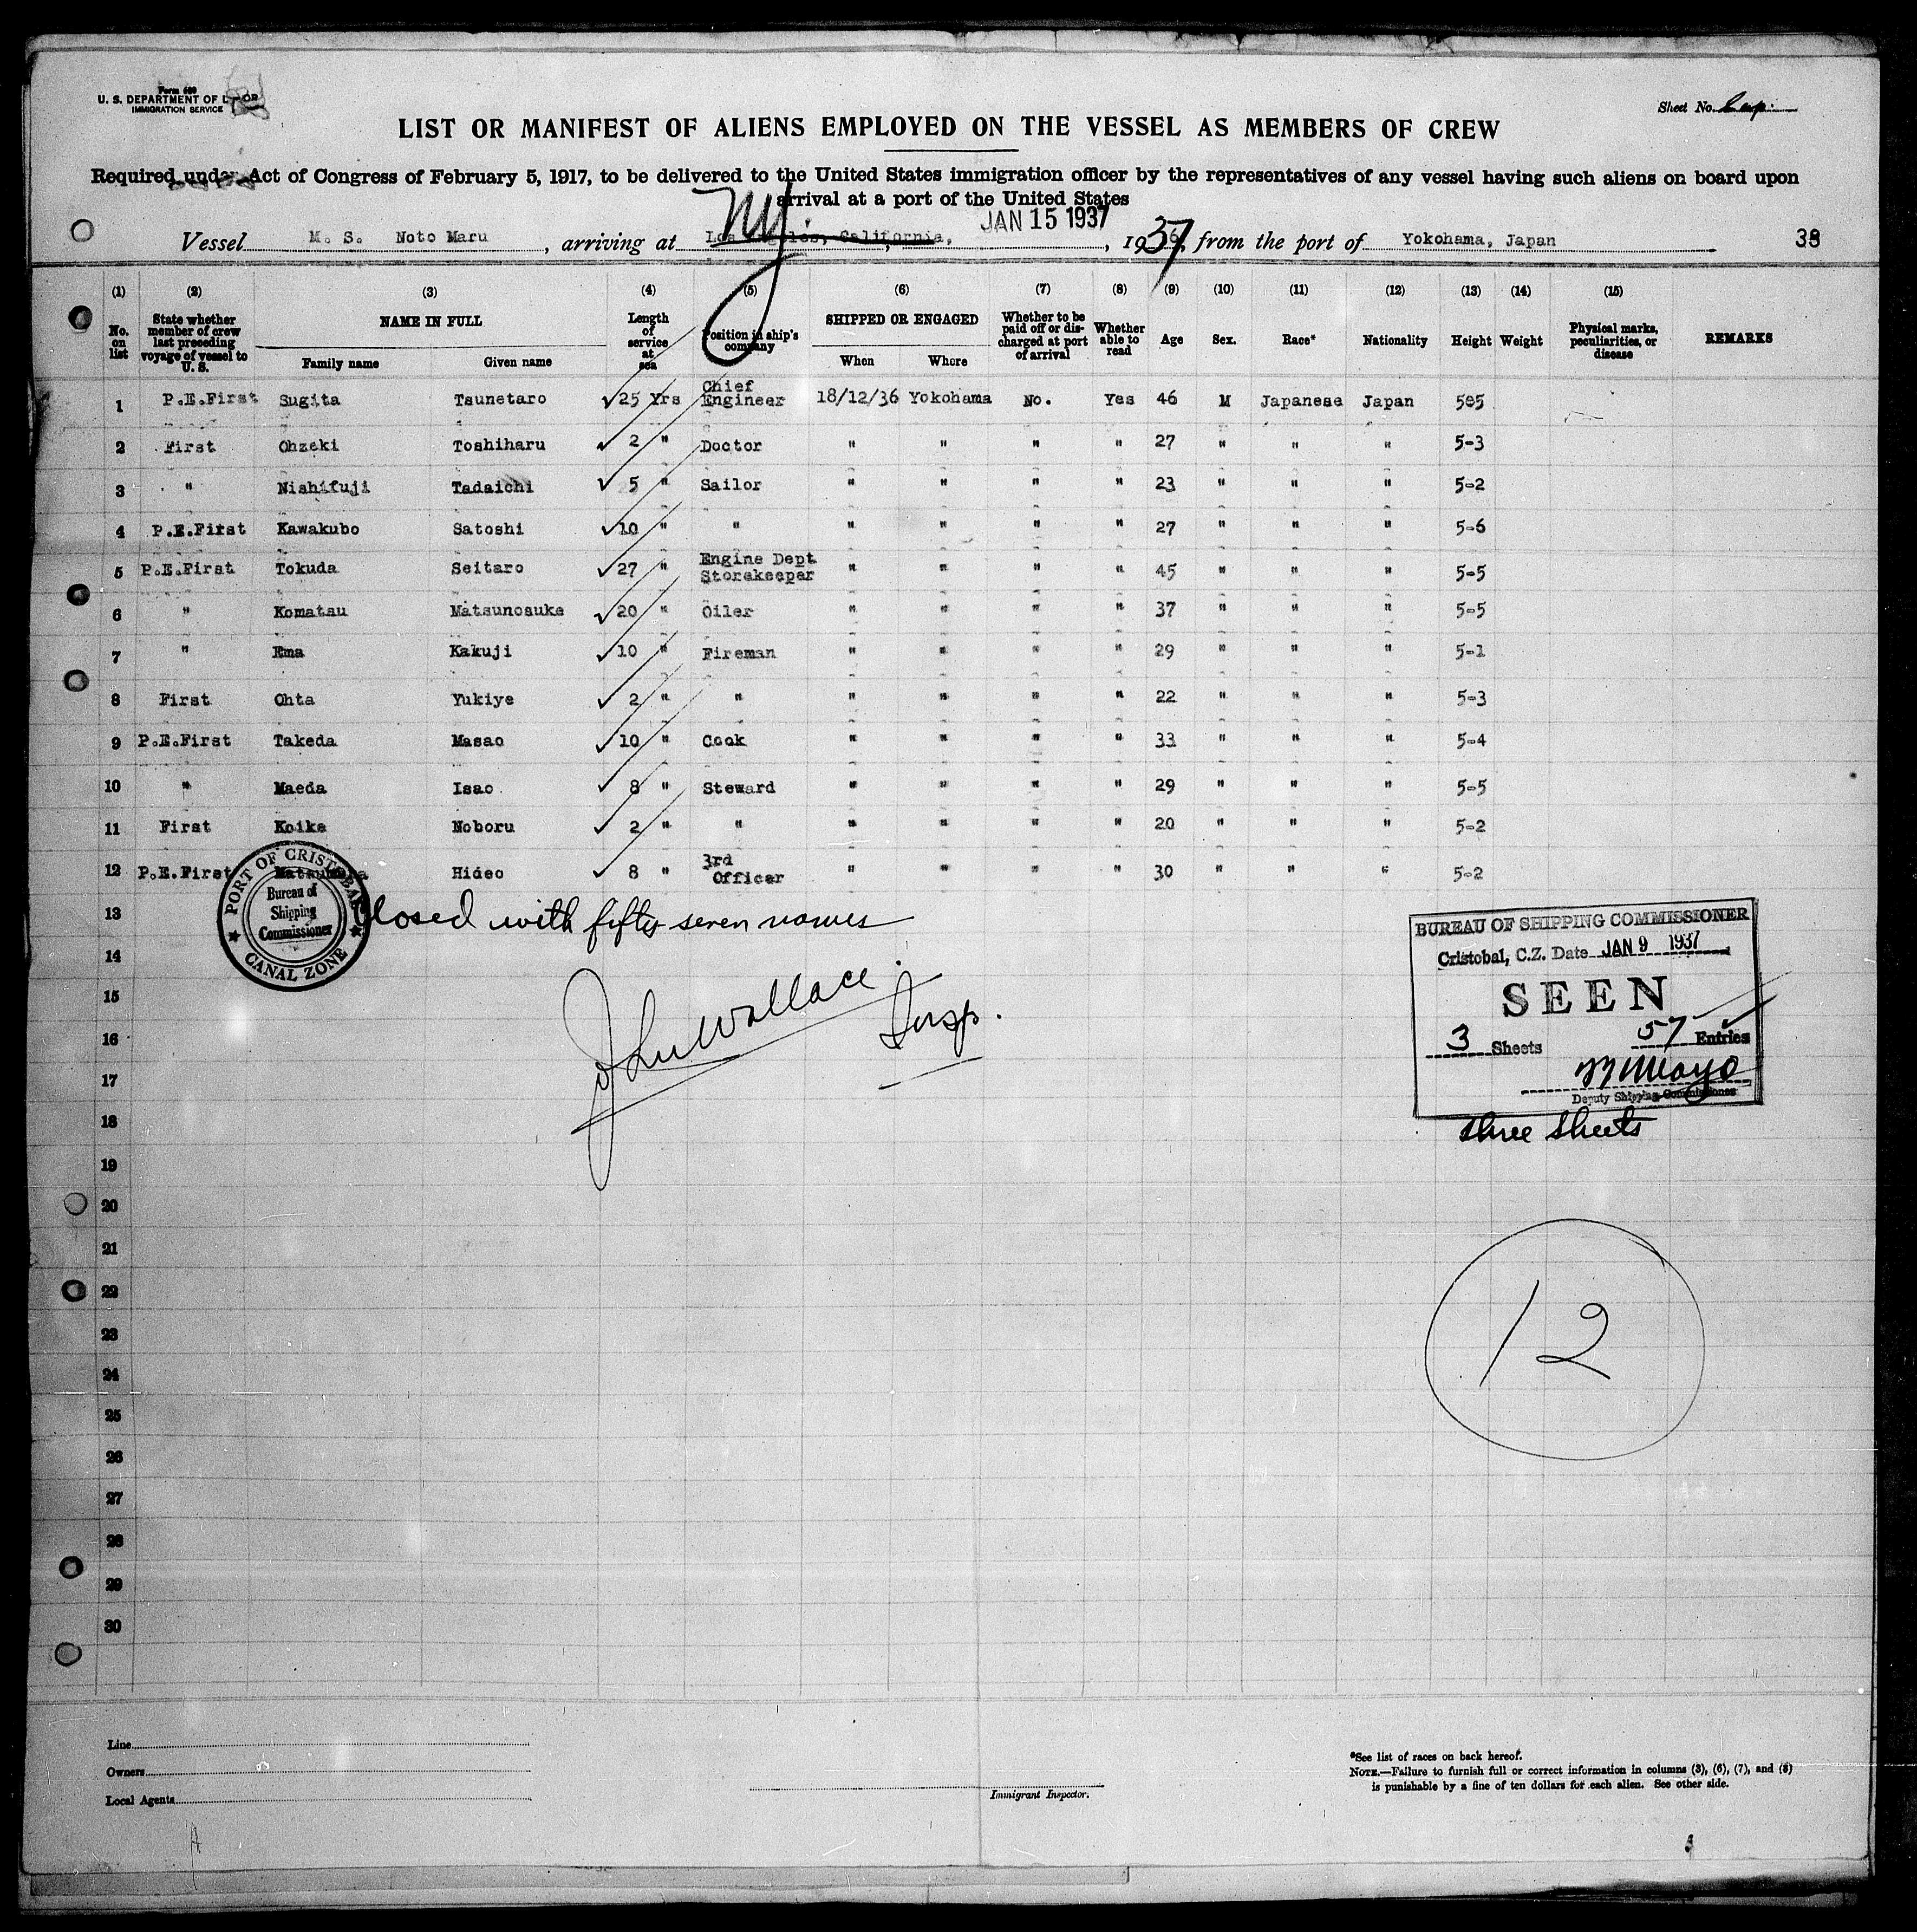 Form 689
U. S. DEPARTMENT OF LABOR
IMMIGRATION SERVICE
Sheet No.
LIST OR MANIFEST OF ALIENS EMPLOYED ON THE VESSEL AS MEMBERS OF CREW
Required under Act of Congress of February 5, 1917, to be delivered to the United States immigration officer by the representatives of any vessel having such aliens on board upon
arrival at a port of the United States
Vessel M. S. Noto Maru, arriving at Los Angeles, California, NY. JAN 15 1937, 1937, from the port of Yokohama, Japan 38
(1) (2) (3) (4) (5) (6) (7) (8) (9) (10) (11) (12) (13) (14) (15)
No. on list State whether member of crew last preceding voyage of vessel to U. S. NAME IN FULL Family name Given name Length of service at sea Position in ship's company SHIPPED OR ENGAGED When Where Whether to be paid off or discharged at port of arrival Whether able to read Age Sex. Race* Nationality Height Weight Physical marks, peculiarities, or disease REMARKS
1 P.E.First Sugita Tsunetaro √ 25 Yrs Chief Engineer 18/12/36 Yokohama No. Yes 46 M Japanese Japan 5-5
2 First Ohzeki Toshiharu √ 2 " Doctor " " " " 27 " " " 5-3
3 " Nishifuji Tadaichi √ 5 " Sailor " " " " 23 " " " 5-2
4 P.E.First Kawakubo Satoshi √ 10 " " " " " " 27 " " " 5-6
5 P.E.First Tokuda Seitaro √ 27 " Engine Dept Storekeeper " " " " 45 " " " 5-5
6 " Komatsu Matsunosuke √ 20 " Oiler " " " " 37 " " " 5-5
7 " Ema Kakuji √ 10 " Fireman " " " " 29 " " " 5-1
8 First Ohta Yukiye √ 2 " " " " " " 22 " " " 5-3
9 P.E.First Takeda Masao √ 10 " Cook " " " " 33 " " " 5-4
10 " Maeda Isao √ 8 " Steward " " " " 29 " " " 5-5
11 First Koike Noboru √ 2 " " " " " " 20 " " " 5-2
12 P.E.First Hideo √ 8 " 3rd Officer " " " " 30 " " " 5-2
PORT OF CRISTOBAL
Bureau of
Shipping
Commissioner
CANAL ZONE
13 Closed with fifty seven names
14
15
16
17
18
19
20
21
22
23
24
25
26
27
28
29
30
Wallace
Insp.
BUREAU OF SHIPPING COMMISSIONER
Cristobal, C.Z. Date JAN 9 1937
SEEN
3 Sheets 57 Entries
Deputy Shipping Commissioner
three sheets
12
Line
Owners
Local Agents
Immigrant Inspector.
*See list of races on back hereof.
NOTE.—Failure to furnish full or correct information in columns (3), (6), (7), and (8)
is punishable by a fine of ten dollars for each alien. See other side.